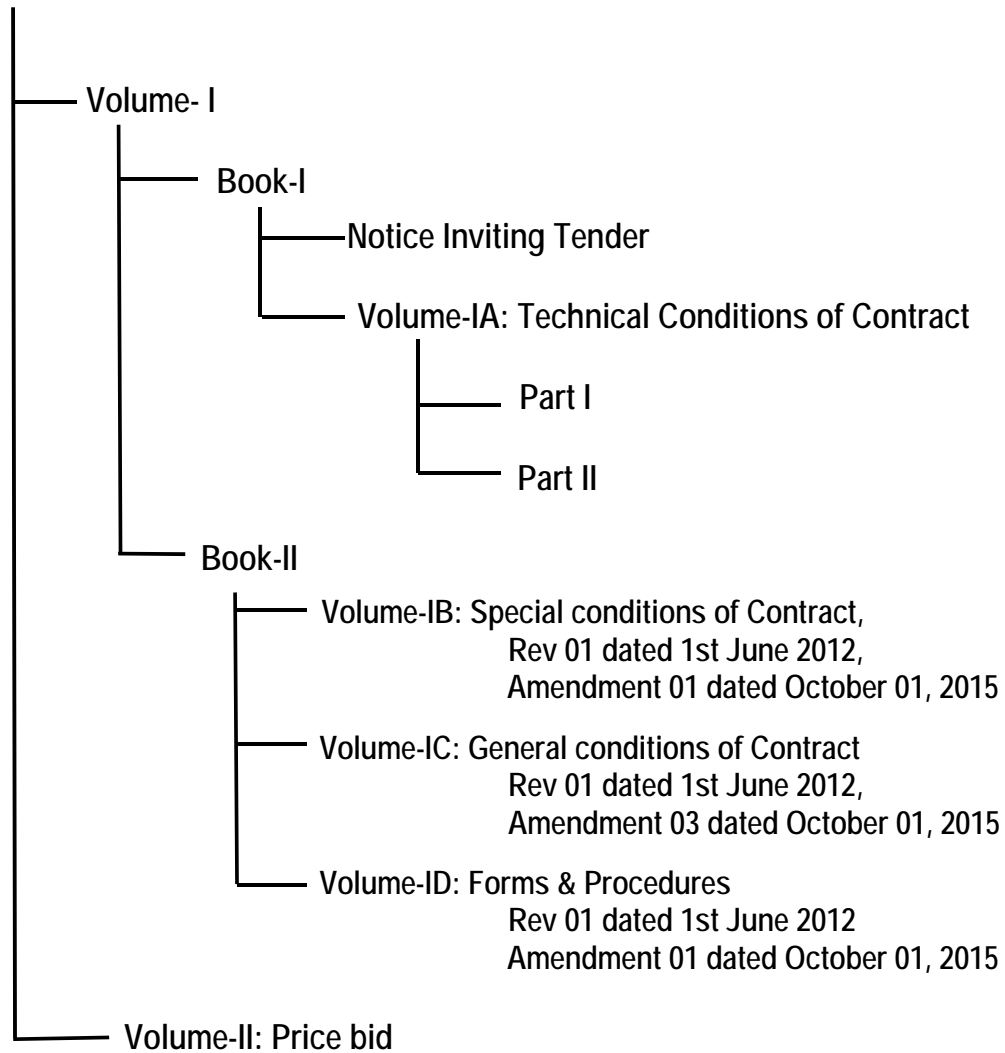 Volume- I
Book-I
Notice Inviting Tender
Volume-IA: Technical Conditions of Contract
Part I
Part II
Book-II
Volume-IB: Special conditions of Contract,
Rev 01 dated 1st June 2012,
Amendment 01 dated October 01, 2015
Volume-IC: General conditions of Contract
Rev 01 dated 1st June 2012,
Amendment 03 dated October 01, 2015
Volume-ID: Forms & Procedures
Rev 01 dated 1st June 2012
Amendment 01 dated October 01, 2015
Volume-II: Price bid